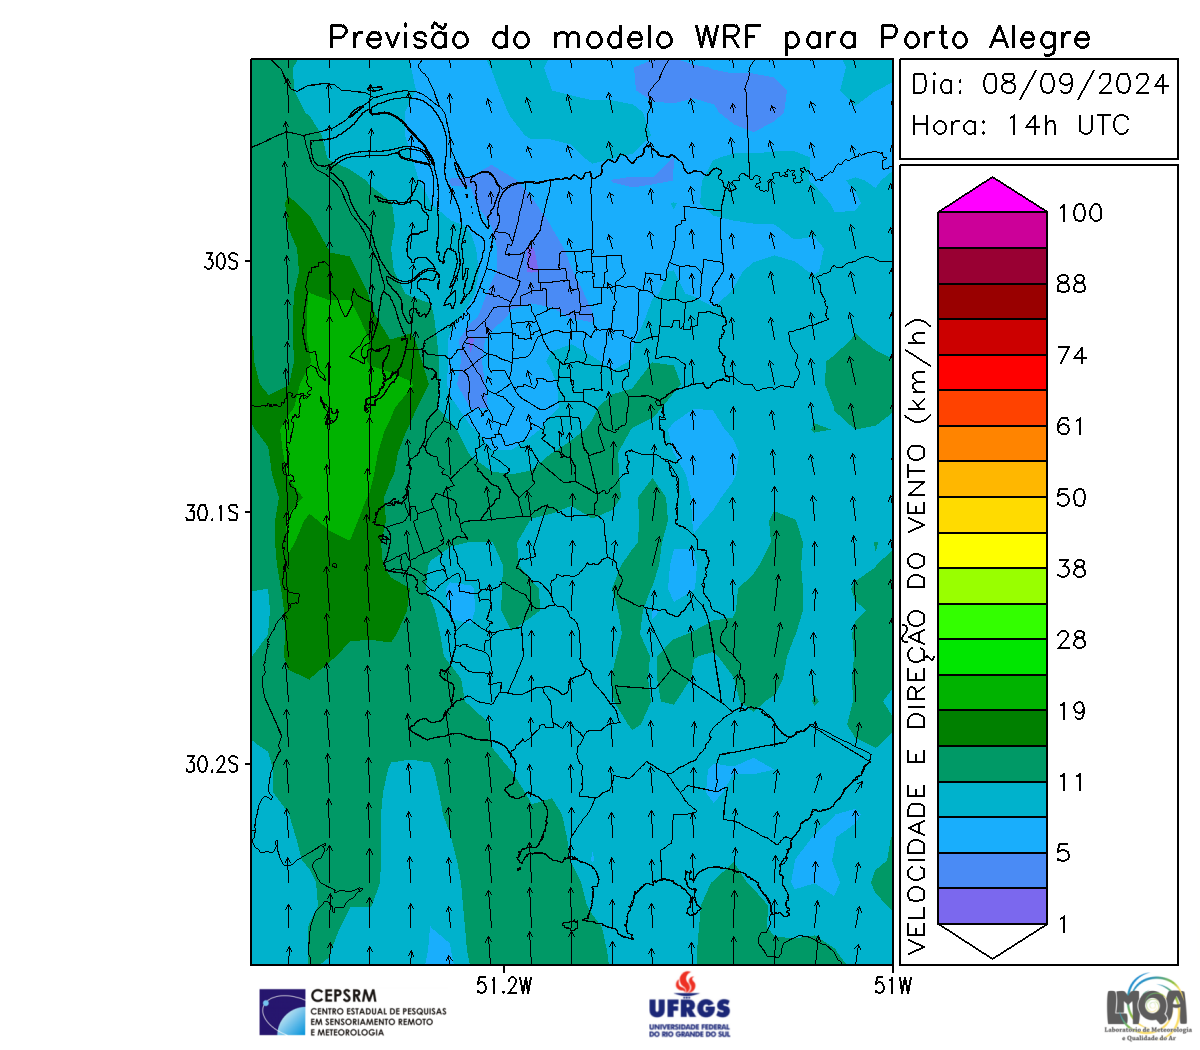 Previsão do modelo WRF para Porto Alegre
Dia: 08/09/2024
Hora: 14h UTC
30S
30.1S
30.2S
51.2W
51W
VELOCIDADE E DIREÇÃO DO VENTO (km/h)
100
88
74
61
50
38
28
19
11
5
1
CEPSRM
CENTRO ESTADUAL DE PESQUISAS
EM SENSORIAMENTO REMOTO
E METEOROLOGIA
UFRGS
UNIVERSIDADE FEDERAL
DO RIO GRANDE DO SUL
LMQA
Laboratório de Meteorologia
e Qualidade do Ar